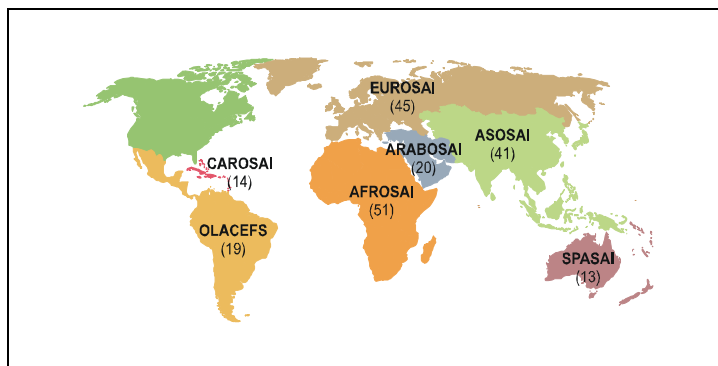 EUROSAI
(45)
ASOSAI
(41)
ARABOSAI
(20)
CAROSAI
(14)
AFROSAI
(51)
OLACEFS
(19)
SPASAI
(13)